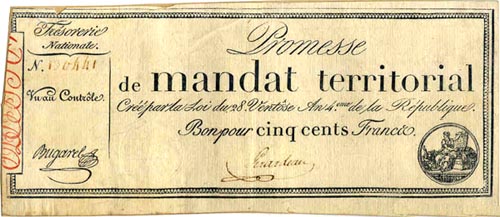 Trésorerie
Nationale.
N.
Vu au Contrôle.
Bugarel
Promesse
de mandat territorial
Créé par la Loi du 28. Ventôse An 4.eme de la République.
Bon pour cinq cents Francs